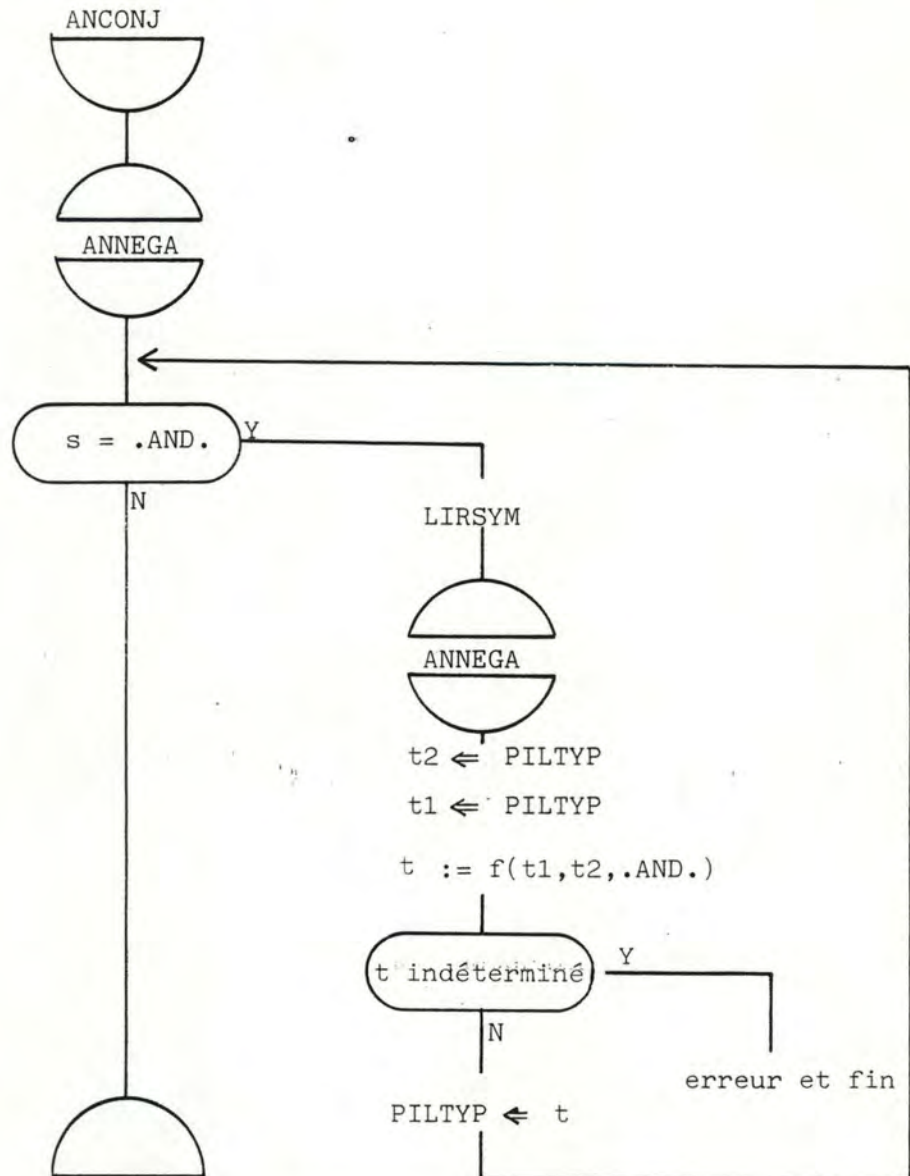 ANCONJ
ANNEGA
s = .AND.
Y
N
LIRSYM
ANNEGA
t2 ⇐ PILTYP
t1 ⇐ PILTYP
t := f(t1,t2,.AND.)
t indéterminé
Y
N
erreur et fin
PILTYP ⇐ t